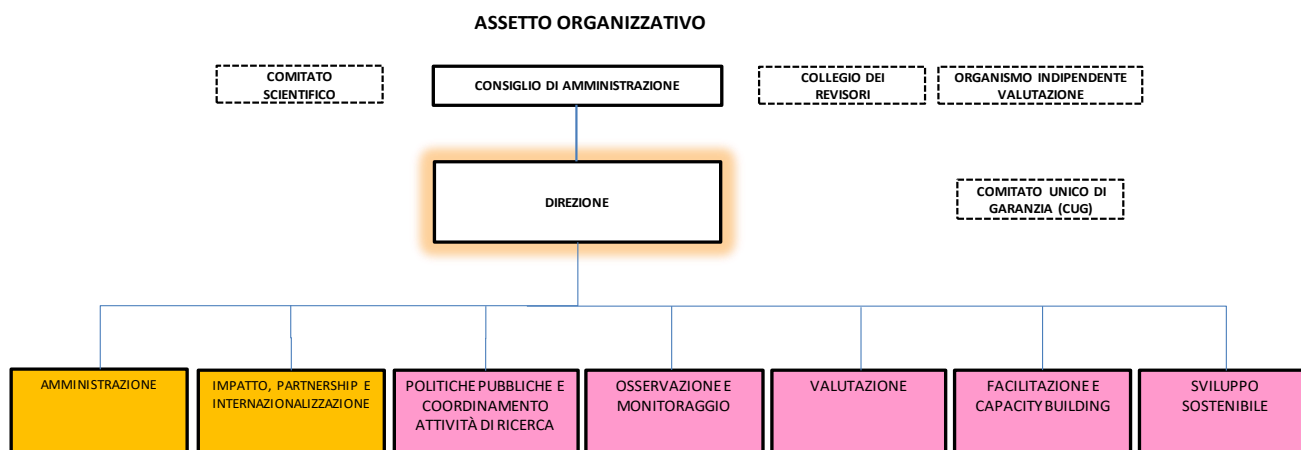 ASSETTO ORGANIZZATIVO
COMITATO
SCIENTIFICO
CONSIGLIO DI AMMINISTRAZIONE
COLLEGIO DEI
REVISORI
ORGANISMO INDIPENDENTE
VALUTAZIONE
DIREZIONE
COMITATO UNICO DI
GARANZIA (CUG)
AMMINISTRAZIONE
IMPATTO, PARTNERSHIP E
INTERNAZIONALIZZAZIONE
POLITICHE PUBBLICHE E
COORDINAMENTO
ATTIVITÀ DI RICERCA
OSSERVAZIONE E
MONITORAGGIO
VALUTAZIONE
FACILITAZIONE E
CAPACITY BUILDING
SVILUPPO
SOSTENIBILE